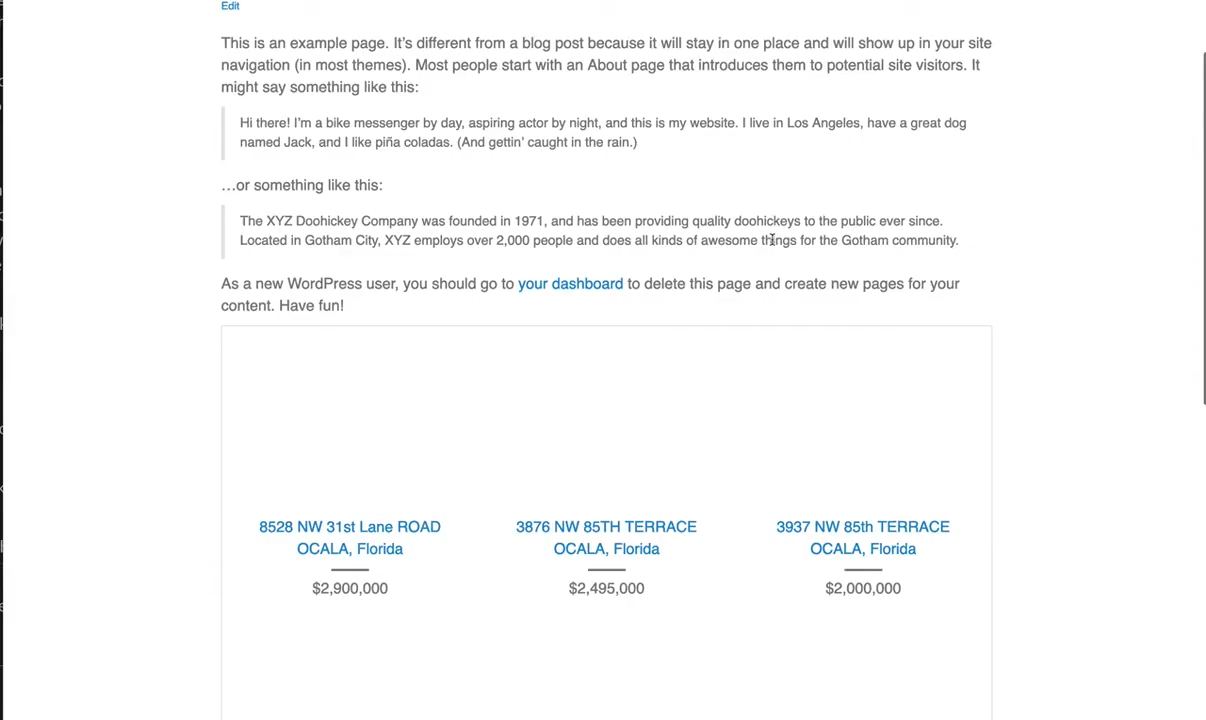 Edit
This is an example page. It’s different from a blog post because it will stay in one place and will show up in your site
navigation (in most themes). Most people start with an About page that introduces them to potential site visitors. It
might say something like this:
Hi there! I’m a bike messenger by day, aspiring actor by night, and this is my website. I live in Los Angeles, have a great dog
named Jack, and I like piña coladas. (And gettin’ caught in the rain.)
…or something like this:
The XYZ Doohickey Company was founded in 1971, and has been providing quality doohickeys to the public ever since.
Located in Gotham City, XYZ employs over 2,000 people and does all kinds of awesome things for the Gotham community.
As a new WordPress user, you should go to your dashboard to delete this page and create new pages for your
content. Have fun!
8528 NW 31st Lane ROAD
OCALA, Florida
$2,900,000
3876 NW 85TH TERRACE
OCALA, Florida
$2,495,000
3937 NW 85th TERRACE
OCALA, Florida
$2,000,000